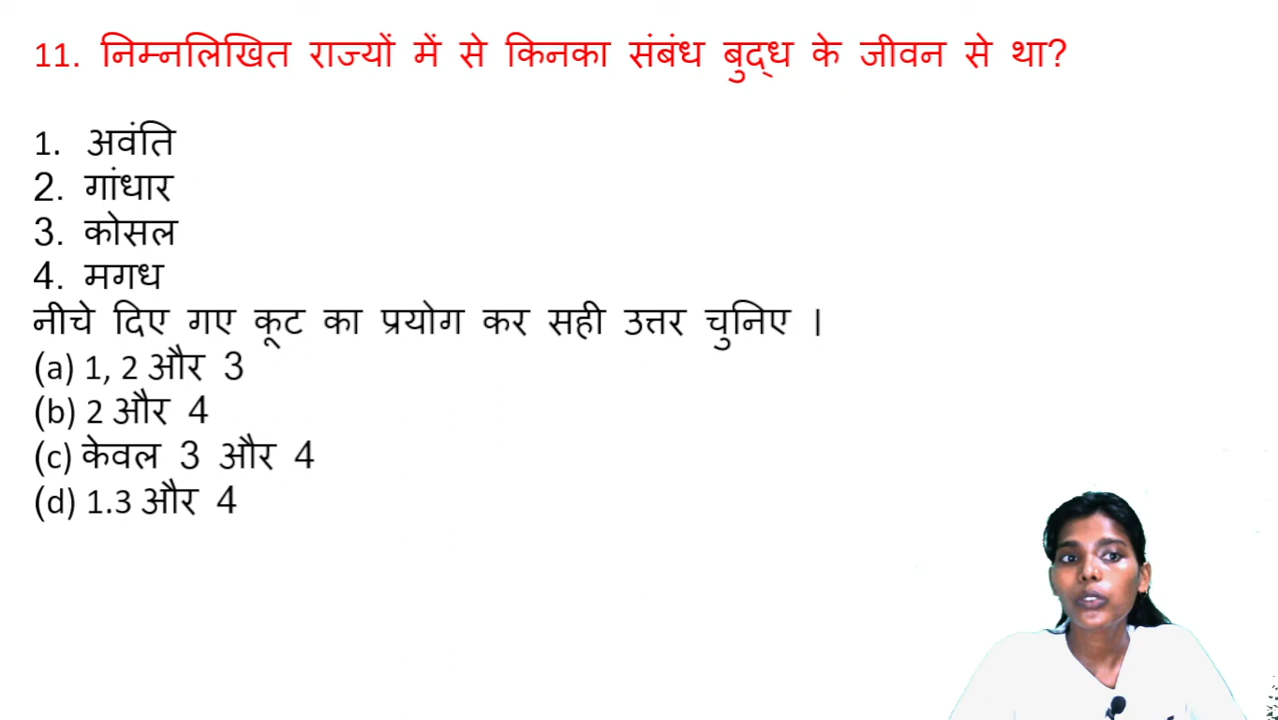 11. निम्नलिखित राज्यों में से किनका संबंध बुद्ध के जीवन से था?
1. अवंति
2. गांधार
3. कोसल
4. मगध
नीचे दिए गए कूट का प्रयोग कर सही उत्तर चुनिए ।
(a) 1, 2 और 3
(b) 2 और 4
(c) केवल 3 और 4
(d) 1.3 और 4